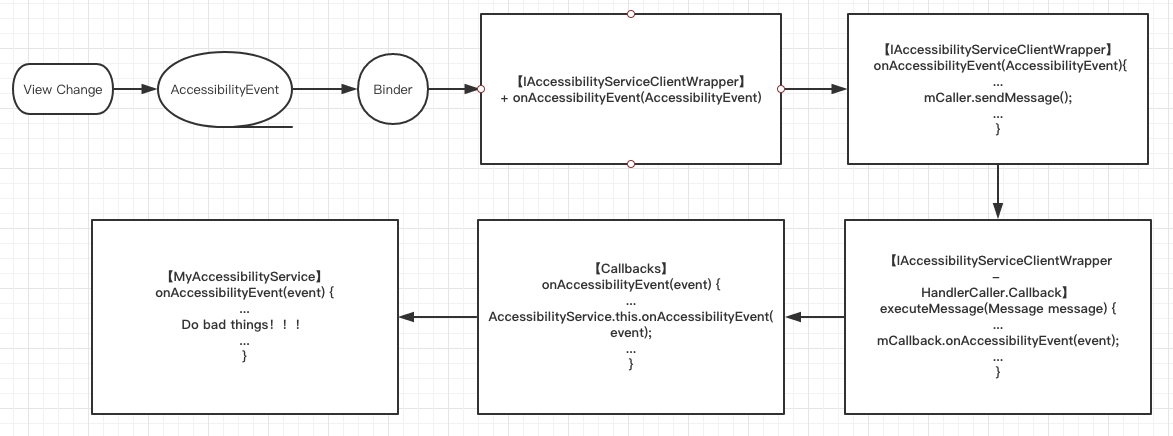 View Change
AccessibilityEvent
Binder
【IAccessibilityServiceClientWrapper】
+ onAccessibilityEvent(AccessibilityEvent)
【IAccessibilityServiceClientWrapper】
onAccessibilityEvent(AccessibilityEvent){
...
mCaller.sendMessage();
...
}
【IAccessibilityServiceClientWrapper
–
HandlerCaller.Callback】
executeMessage(Message message) {
...
mCallback.onAccessibilityEvent(event);
...
}
【Callbacks】
onAccessibilityEvent(event) {
...
AccessibilityService.this.onAccessibilityEvent(
event);
...
}
【MyAccessibilityService】
onAccessibilityEvent(event) {
...
Do bad things！！！
...
}